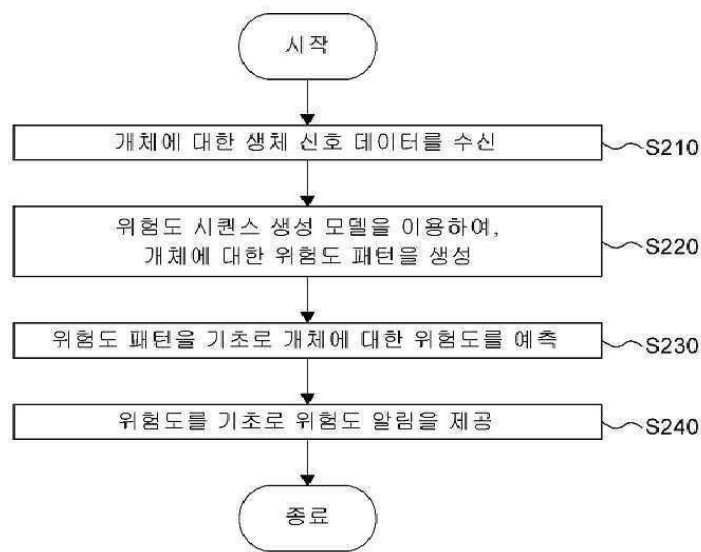 시작
개체에 대한 생체 신호 데이터를 수신
S210
위험도 시퀀스 생성 모델을 이용하여,
개체에 대한 위험도 패턴을 생성
S220
위험도 패턴을 기초로 개체에 대한 위험도를 예측
S230
위험도를 기초로 위험도 알림을 제공
S240
종료